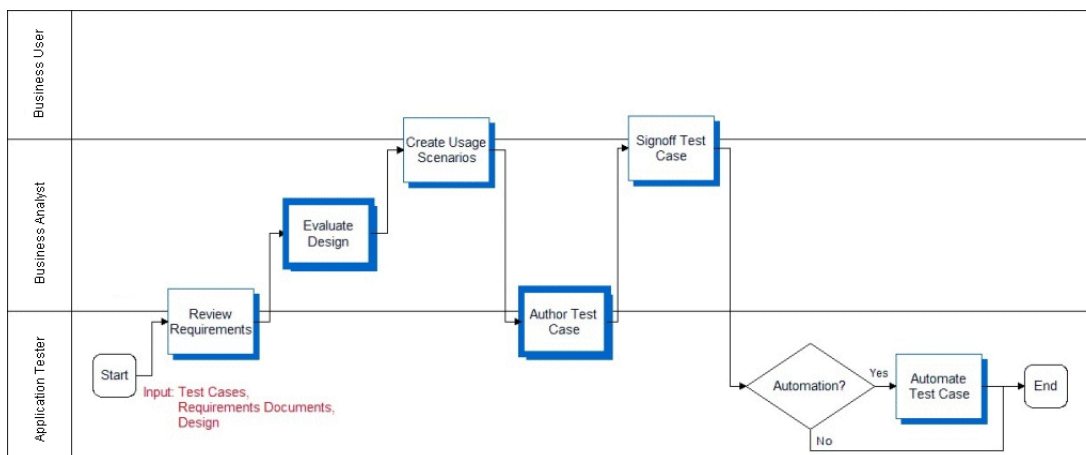 Business User
Business Analyst
Application Tester
Start
Review
Requirements
Input: Test Cases,
Requirements Documents,
Design
Evaluate
Design
Create Usage
Scenarios
Author Test
Case
Signoff Test
Case
Automation?
Yes
No
Automate
Test Case
End